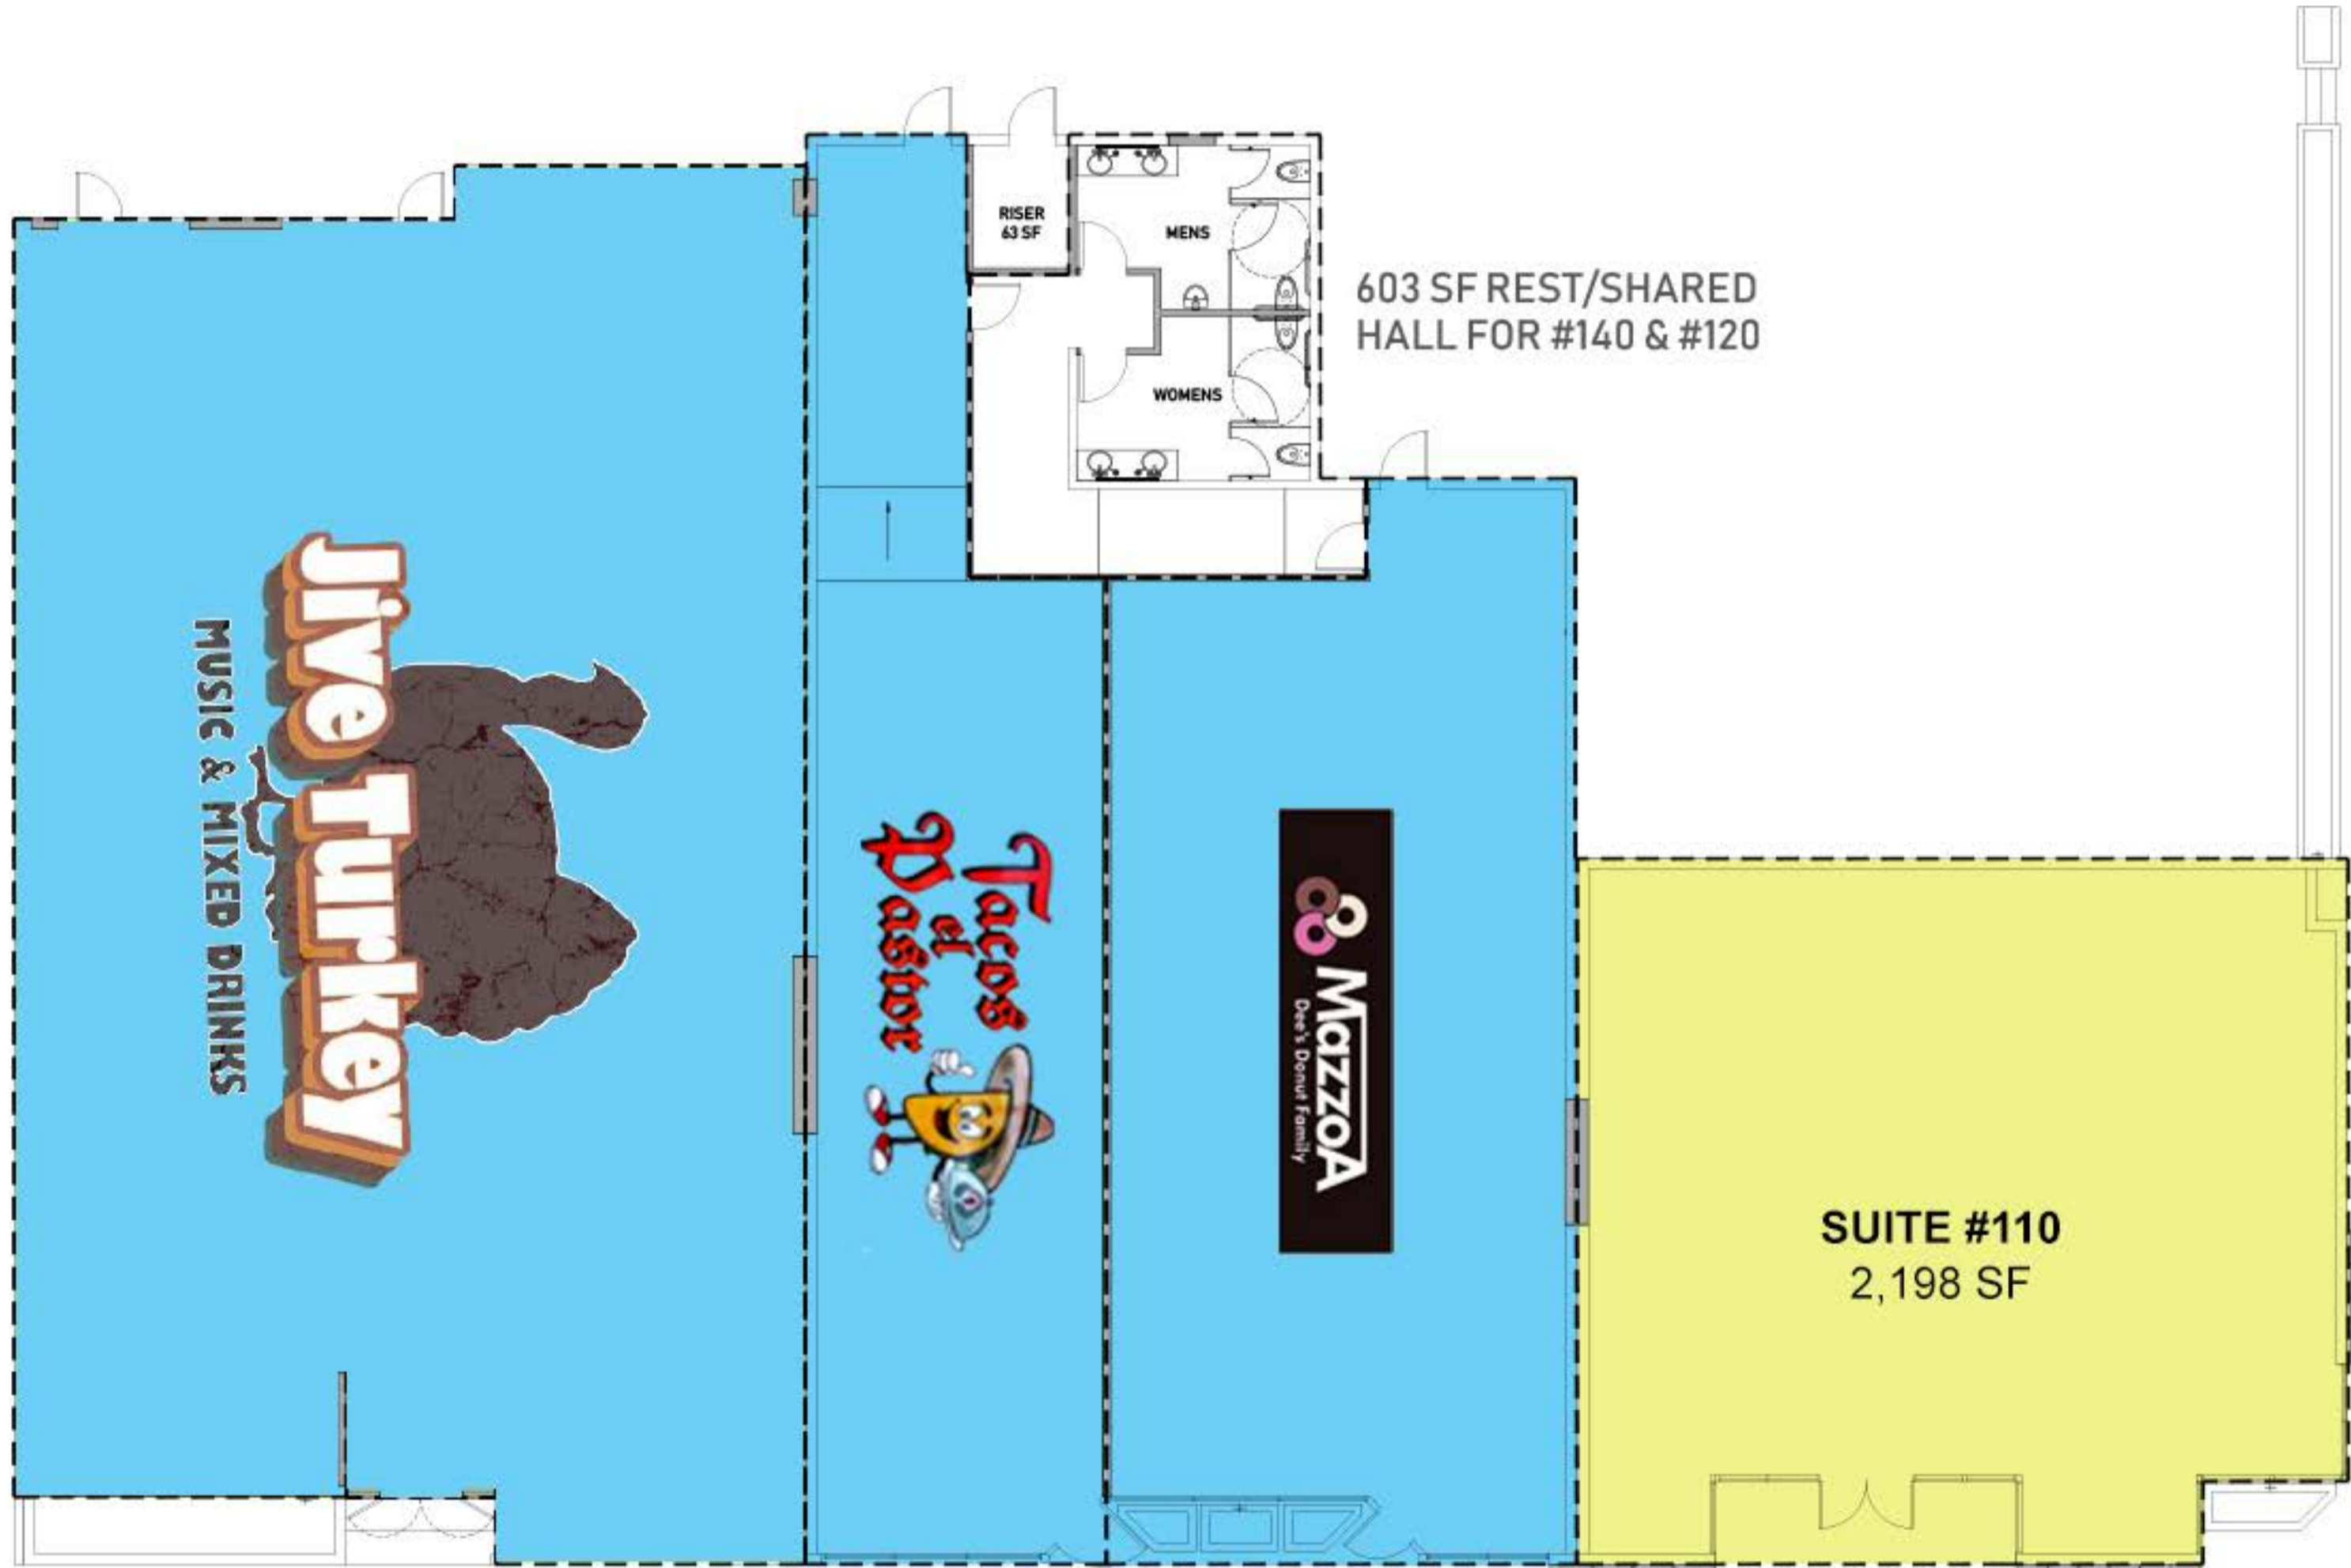 RISER
63 SF
MENS
603 SF REST/SHARED
HALL FOR #140 & #120
WOMENS
Jive Turkey
MUSIC & MIXED DRINKS
Tacos
el
Pastor
MazzoA
Dee's Donut Family
SUITE #110
2,198 SF